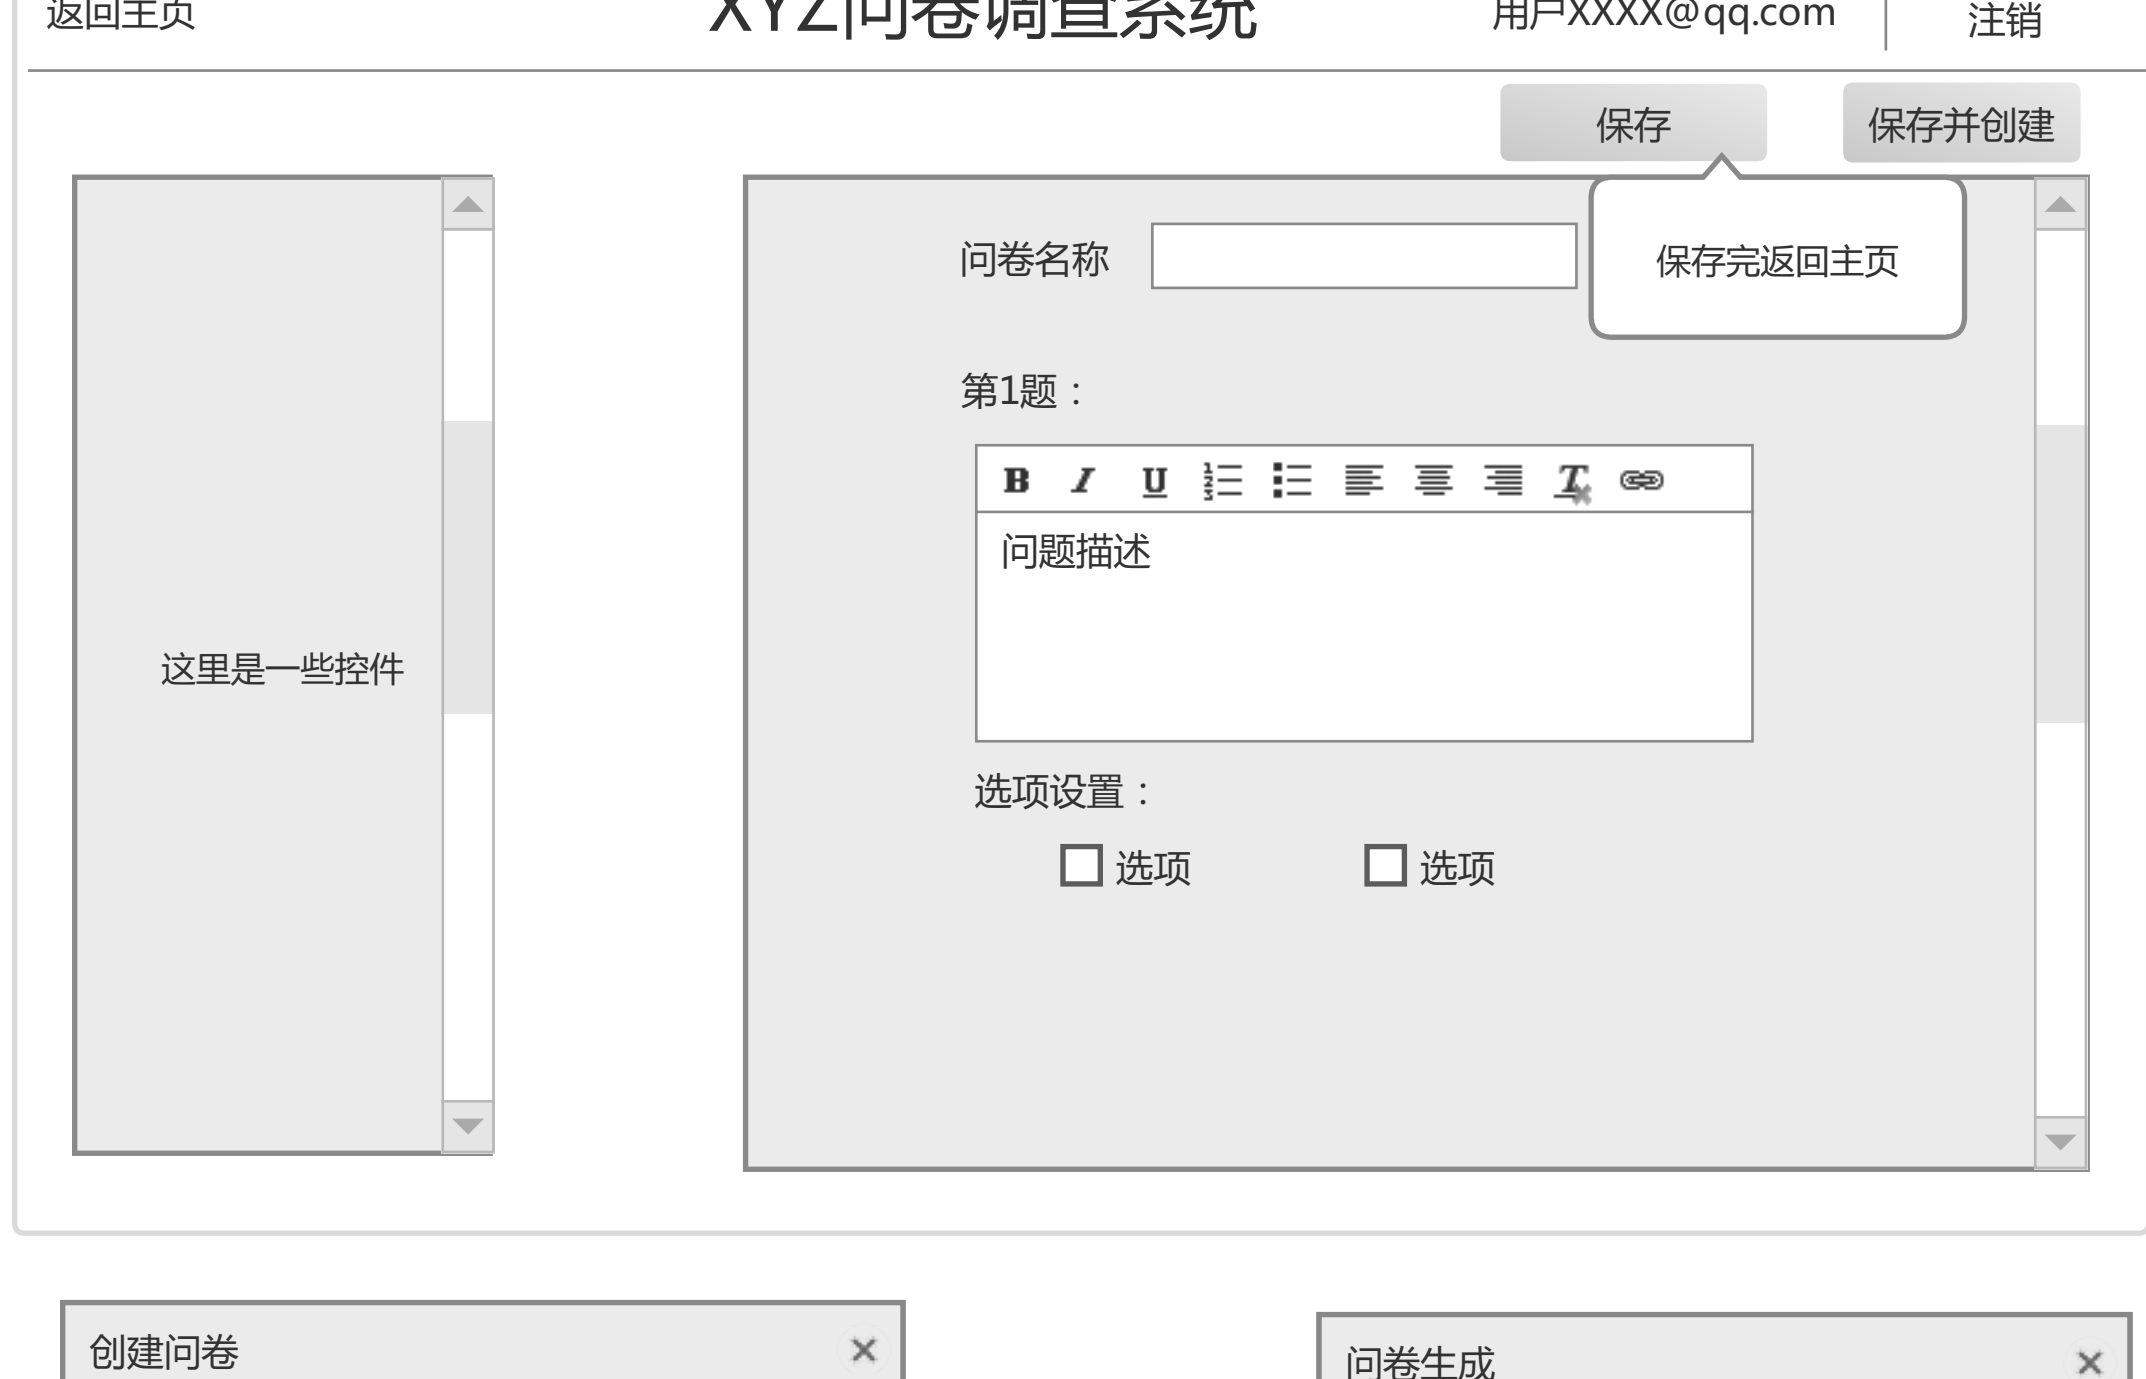 返回主页
XYZ问卷调查系统
用户XXXX@qq.com
注销
保存
保存并创建
问卷名称
保存完返回主页
第1题：
B I U
问题描述
这里是一些控件
选项设置：
选项
选项
创建问卷
问卷生成